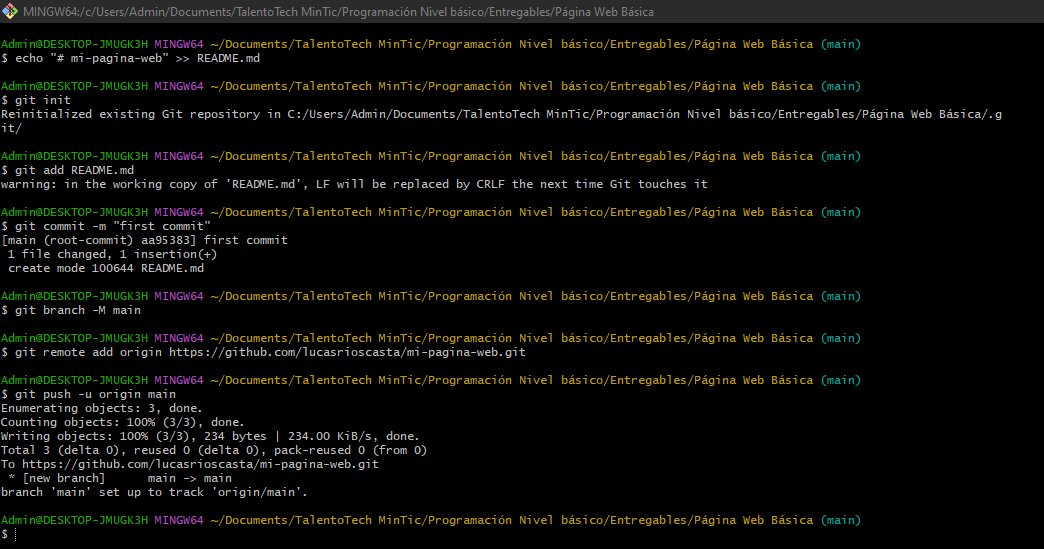 MINGW64:/c/Users/Admin/Documents/TalentoTech MinTic/Programación Nivel básico/Entregables/Página Web Básica
Admin@DESKTOP-JMUGK3H MINGW64 ~/Documents/TalentoTech MinTic/Programación Nivel básico/Entregables/Página Web Básica (main)
$ echo "# mi-pagina-web" >> README.md
Admin@DESKTOP-JMUGK3H MINGW64 ~/Documents/TalentoTech MinTic/Programación Nivel básico/Entregables/Página Web Básica (main)
$ git init
Reinitialized existing Git repository in C:/Users/Admin/Documents/TalentoTech MinTic/Programación Nivel básico/Entregables/Página Web Básica/.g
it/
Admin@DESKTOP-JMUGK3H MINGW64 ~/Documents/TalentoTech MinTic/Programación Nivel básico/Entregables/Página Web Básica (main)
$ git add README.md
warning: in the working copy of 'README.md', LF will be replaced by CRLF the next time Git touches it
Admin@DESKTOP-JMUGK3H MINGW64 ~/Documents/TalentoTech MinTic/Programación Nivel básico/Entregables/Página Web Básica (main)
$ git commit -m "first commit"
[main (root-commit) aa95383] first commit
 1 file changed, 1 insertion(+)
 create mode 100644 README.md
Admin@DESKTOP-JMUGK3H MINGW64 ~/Documents/TalentoTech MinTic/Programación Nivel básico/Entregables/Página Web Básica (main)
$ git branch -M main
Admin@DESKTOP-JMUGK3H MINGW64 ~/Documents/TalentoTech MinTic/Programación Nivel básico/Entregables/Página Web Básica (main)
$ git remote add origin https://github.com/lucasrioscasta/mi-pagina-web.git
Admin@DESKTOP-JMUGK3H MINGW64 ~/Documents/TalentoTech MinTic/Programación Nivel básico/Entregables/Página Web Básica (main)
$ git push -u origin main
Enumerating objects: 3, done.
Counting objects: 100% (3/3), done.
Writing objects: 100% (3/3), 234 bytes | 234.00 KiB/s, done.
Total 3 (delta 0), reused 0 (delta 0), pack-reused 0 (from 0)
To https://github.com/lucasrioscasta/mi-pagina-web.git
 * [new branch]      main -> main
branch 'main' set up to track 'origin/main'.
Admin@DESKTOP-JMUGK3H MINGW64 ~/Documents/TalentoTech MinTic/Programación Nivel básico/Entregables/Página Web Básica (main)
$